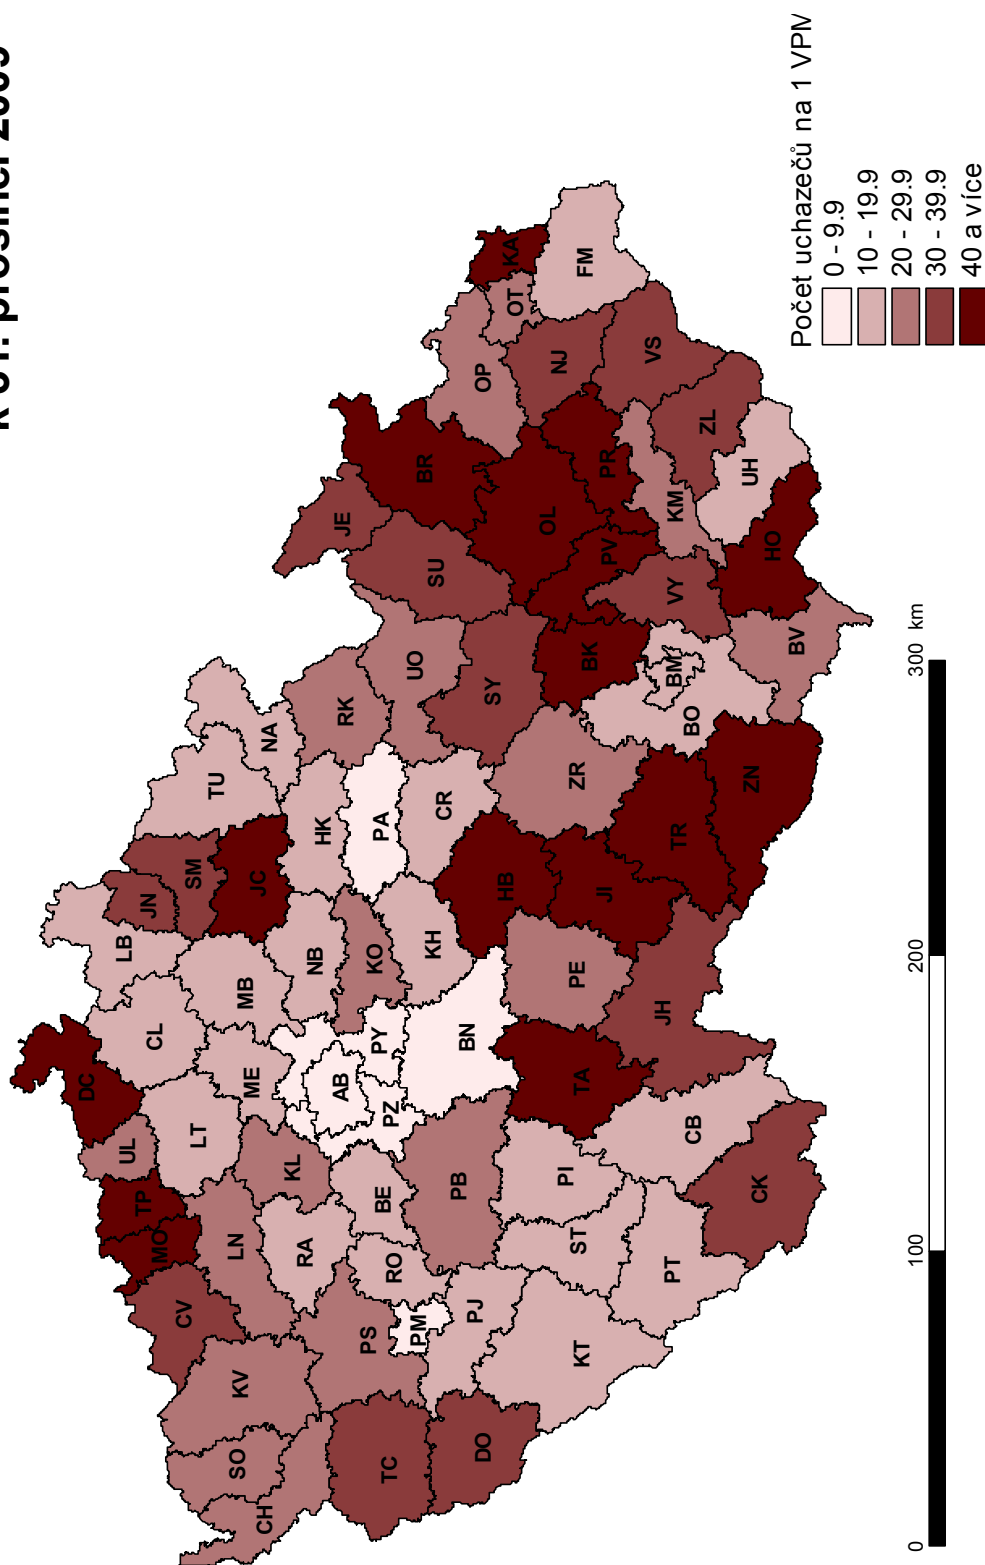 k 31. prosinci
DC
LB
UL
TP
JN
CL
MO
CV
SM
LT
TU
LN
SO
KV
MB
ME
JC
CH
NA
KL
RA
NB
HK
AB
JE
RK
PS
KO
PY
PA
BE
TC
PZ
RO
UO
PM
BR
KH
SU
CR
PB
BN
PJ
DO
OP
SY
HB
KA
OT
OL
NJ
PI
PE
ZR
ST
TA
KT
FM
BK
JI
PR
PV
VS
JH
PT
BM
KM
VY
TR
BO
CB
ZL
UH
ZN
CK
HO
BV
Počet uchazečů na 1 VPM
0 - 9.9
10 - 19.9
20 - 29.9
30 - 39.9
40 a více
0 100 200 300 km